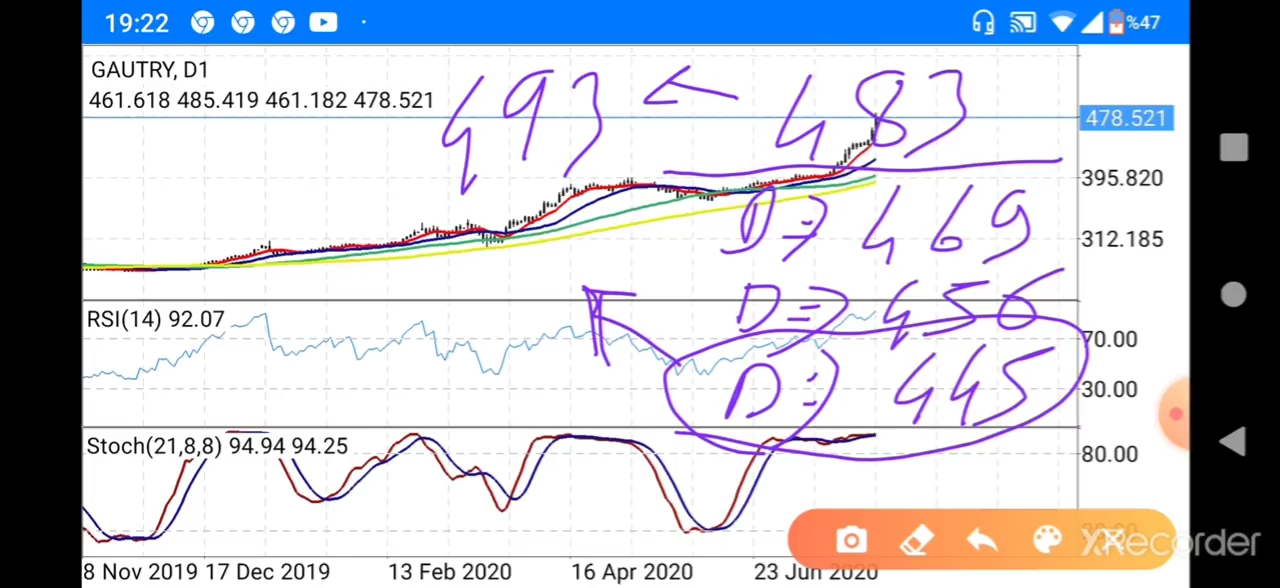 19:22 %47
GAUTRY, D1
461.618 485.419 461.182 478.521
493 ← 483
478.521
395.820
D⇒ 469
312.185
D⇒ 456
RSI(14) 92.07
70.00
D: 445
30.00
Stoch(21,8,8) 94.94 94.25
80.00
XRecorder
8 Nov 2019 17 Dec 2019 13 Feb 2020 16 Apr 2020 23 Jun 2020